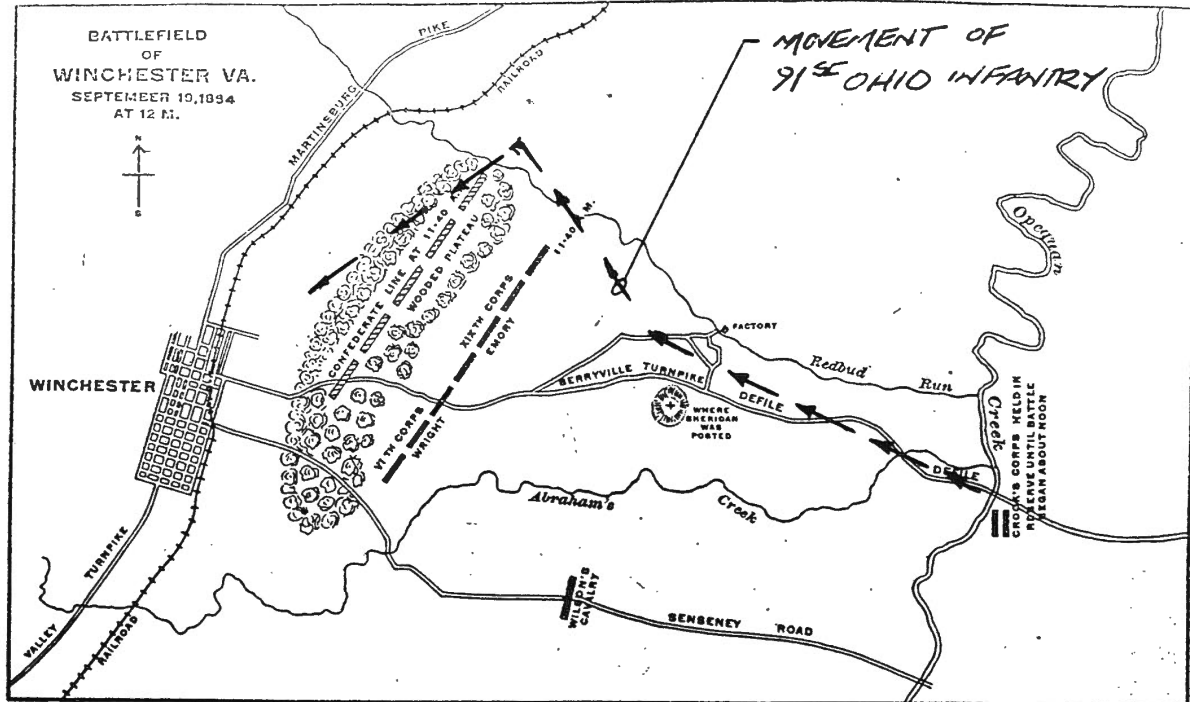 BATTLEFIELD
OF
WINCHESTER VA.
SEPTEMBER 19, 1894
AT 12 M.
N
S
MOVEMENT OF
91ST OHIO INFANTRY
MARTINSBURG PIKE
RAILROAD
CONFEDERATE LINE AT 11-40 A.M.
WOODED PLATEAU
11-40
XIXTH CORPS
EMORY
VITH CORPS
WRIGHT
WINCHESTER
BERRYVILLE TURNPIKE
FACTORY
Redbud Run
DEFILE
WHERE
SHERIDAN
WAS
POSTED
DEFILE
Opequan Creek
CROOK'S CORPS HELD IN
RESERVE UNTIL BATTLE
BEGAN ABOUT NOON
Abraham's Creek
WILSON'S
CAVALRY
SENSENEY ROAD
VALLEY TURNPIKE
RAILROAD